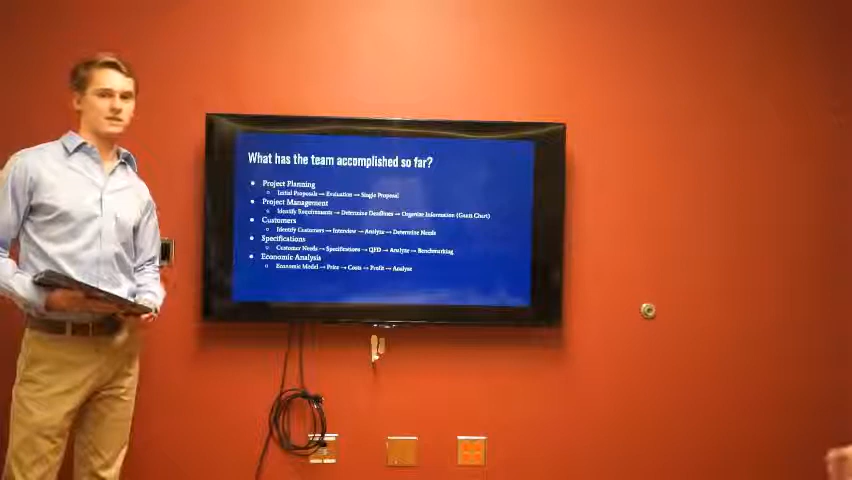 What has the team accomplished so far?
● Project Planning
○ Initial Proposals → Evaluation → Single Proposal
● Project Management
○ Identify Requirements → Determine Deadlines → Organize Information (Gantt Chart)
● Customers
○ Identify Customers → Interview → Analyze → Determine Needs
● Specifications
○ Customer Needs → Specifications → QFD → Analyze → Benchmarking
● Economic Analysis
○ Economic Model → Price → Costs → Profit → Analyze